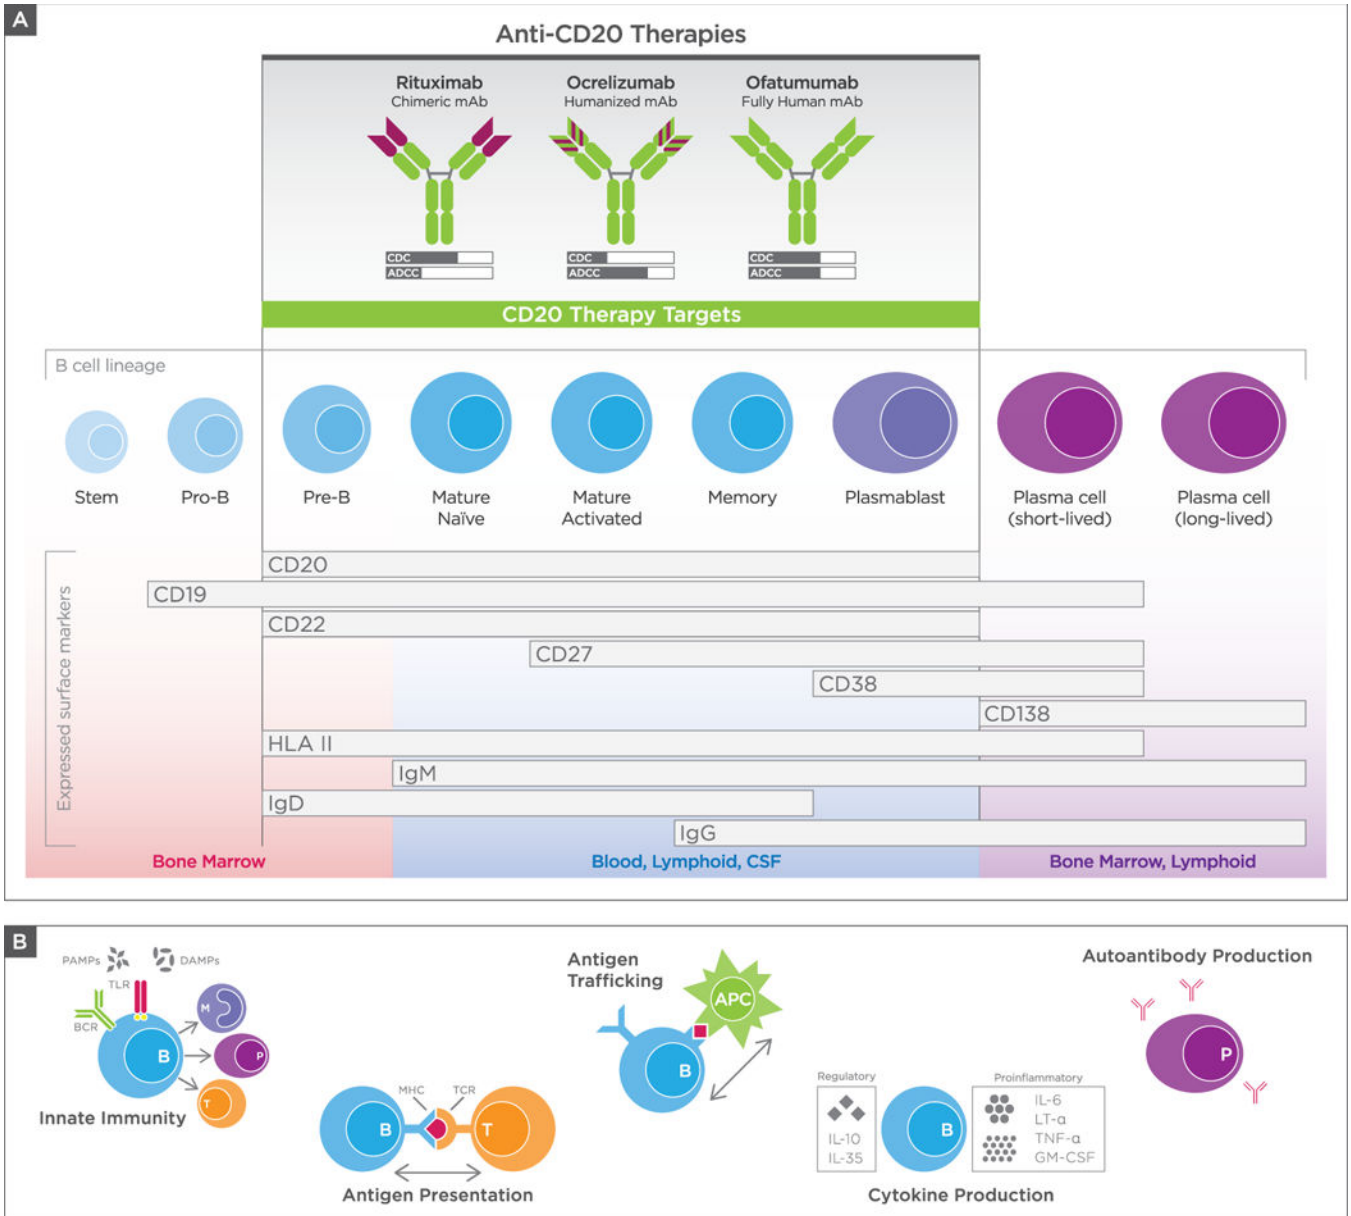 A
Anti-CD20 Therapies
Rituximab
Chimeric mAb
Ocrelizumab
Humanized mAb
Ofatumumab
Fully Human mAb
CDC
ADCC
CDC
ADCC
CDC
ADCC
CD20 Therapy Targets
B cell lineage
Stem
Pro-B
Pre-B
Mature
Naïve
Mature
Activated
Memory
Plasmablast
Plasma cell
(short-lived)
Plasma cell
(long-lived)
Expressed surface markers
CD20
CD19
CD22
CD27
CD38
CD138
HLA II
IgM
IgD
IgG
Bone Marrow
Blood, Lymphoid, CSF
Bone Marrow, Lymphoid
B
PAMPs
DAMPs
TLR
BCR
B
M
P
T
Innate Immunity
MHC
TCR
B
T
Antigen Presentation
Antigen
Trafficking
APC
B
Regulatory
IL-10
IL-35
B
Proinflammatory
IL-6
LT-α
TNF-α
GM-CSF
Cytokine Production
Autoantibody Production
P